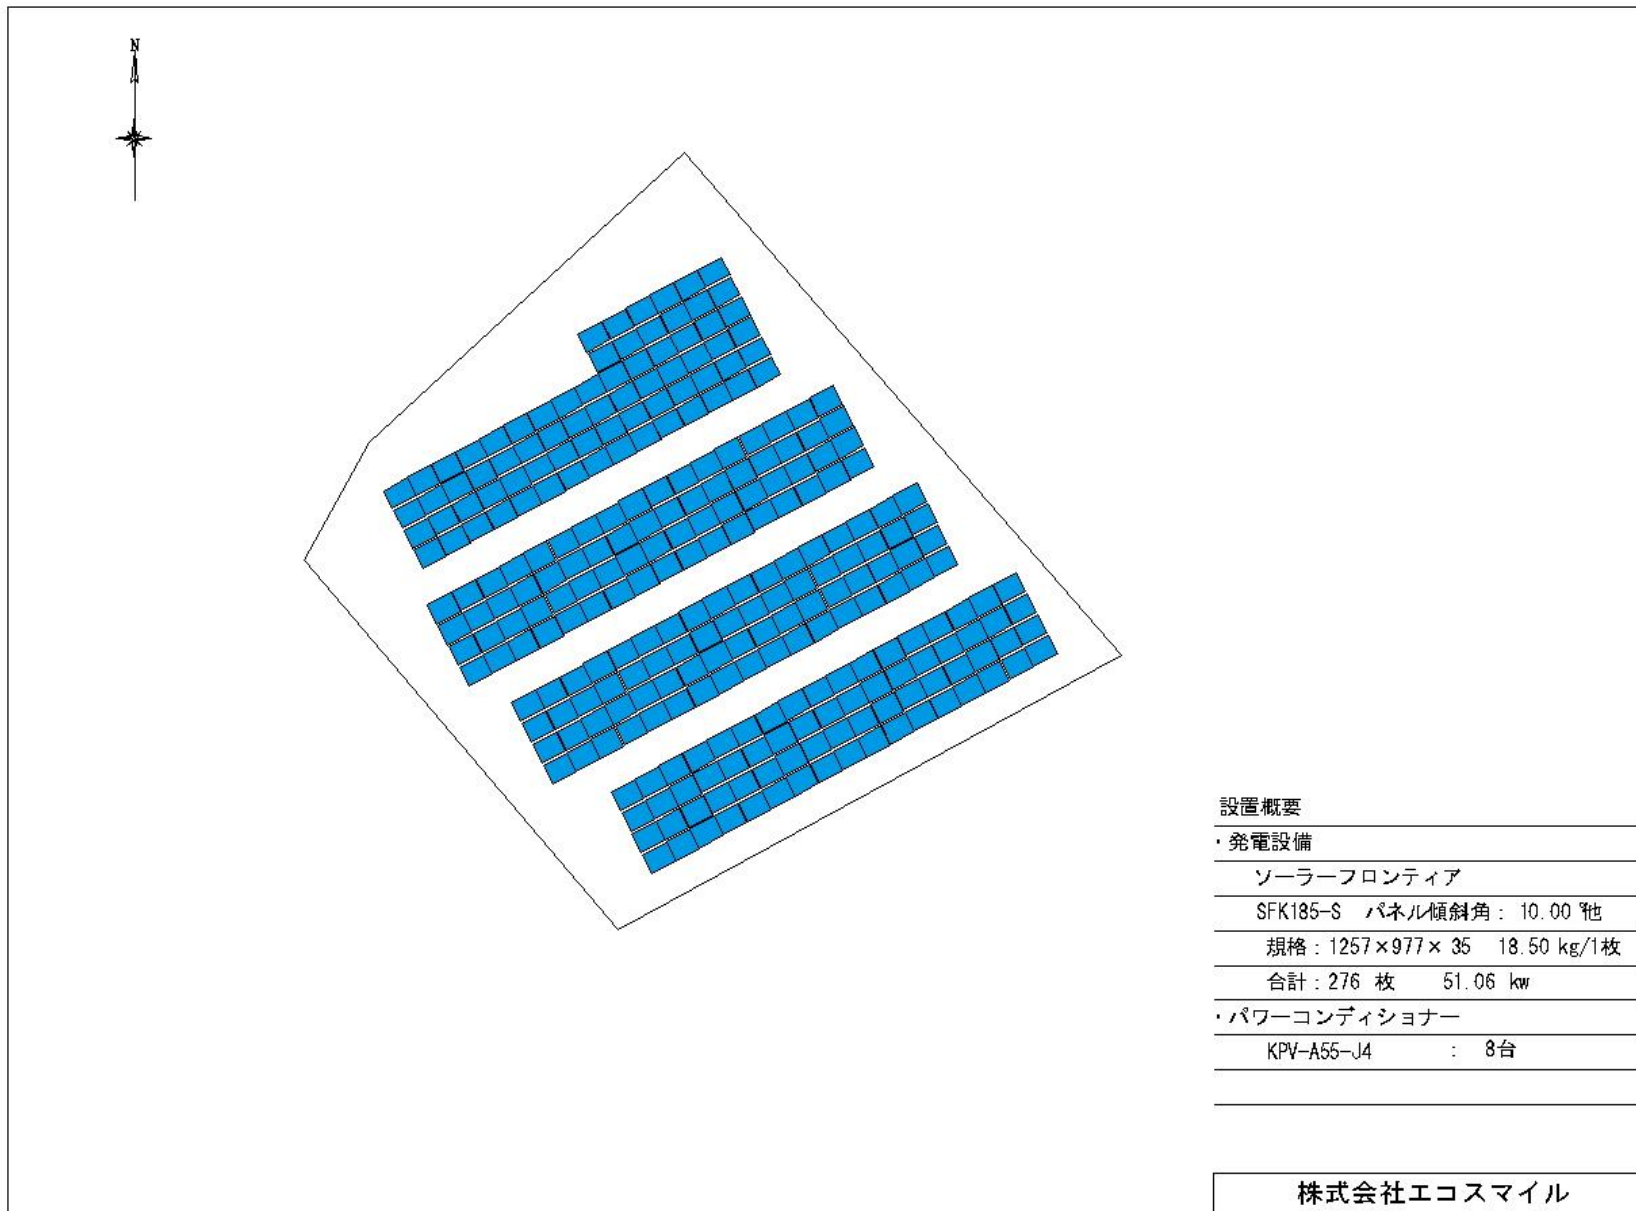 N
設置概要
・発電設備
ソーラーフロンティア
SFK185-S パネル傾斜角: 10.00 他
規格:1257×977× 35 18.50 kg/1枚
合計:276 枚 51.06 kw
・パワーコンディショナー
KPV-A55-J4 : 8台
株式会社エコスマイル